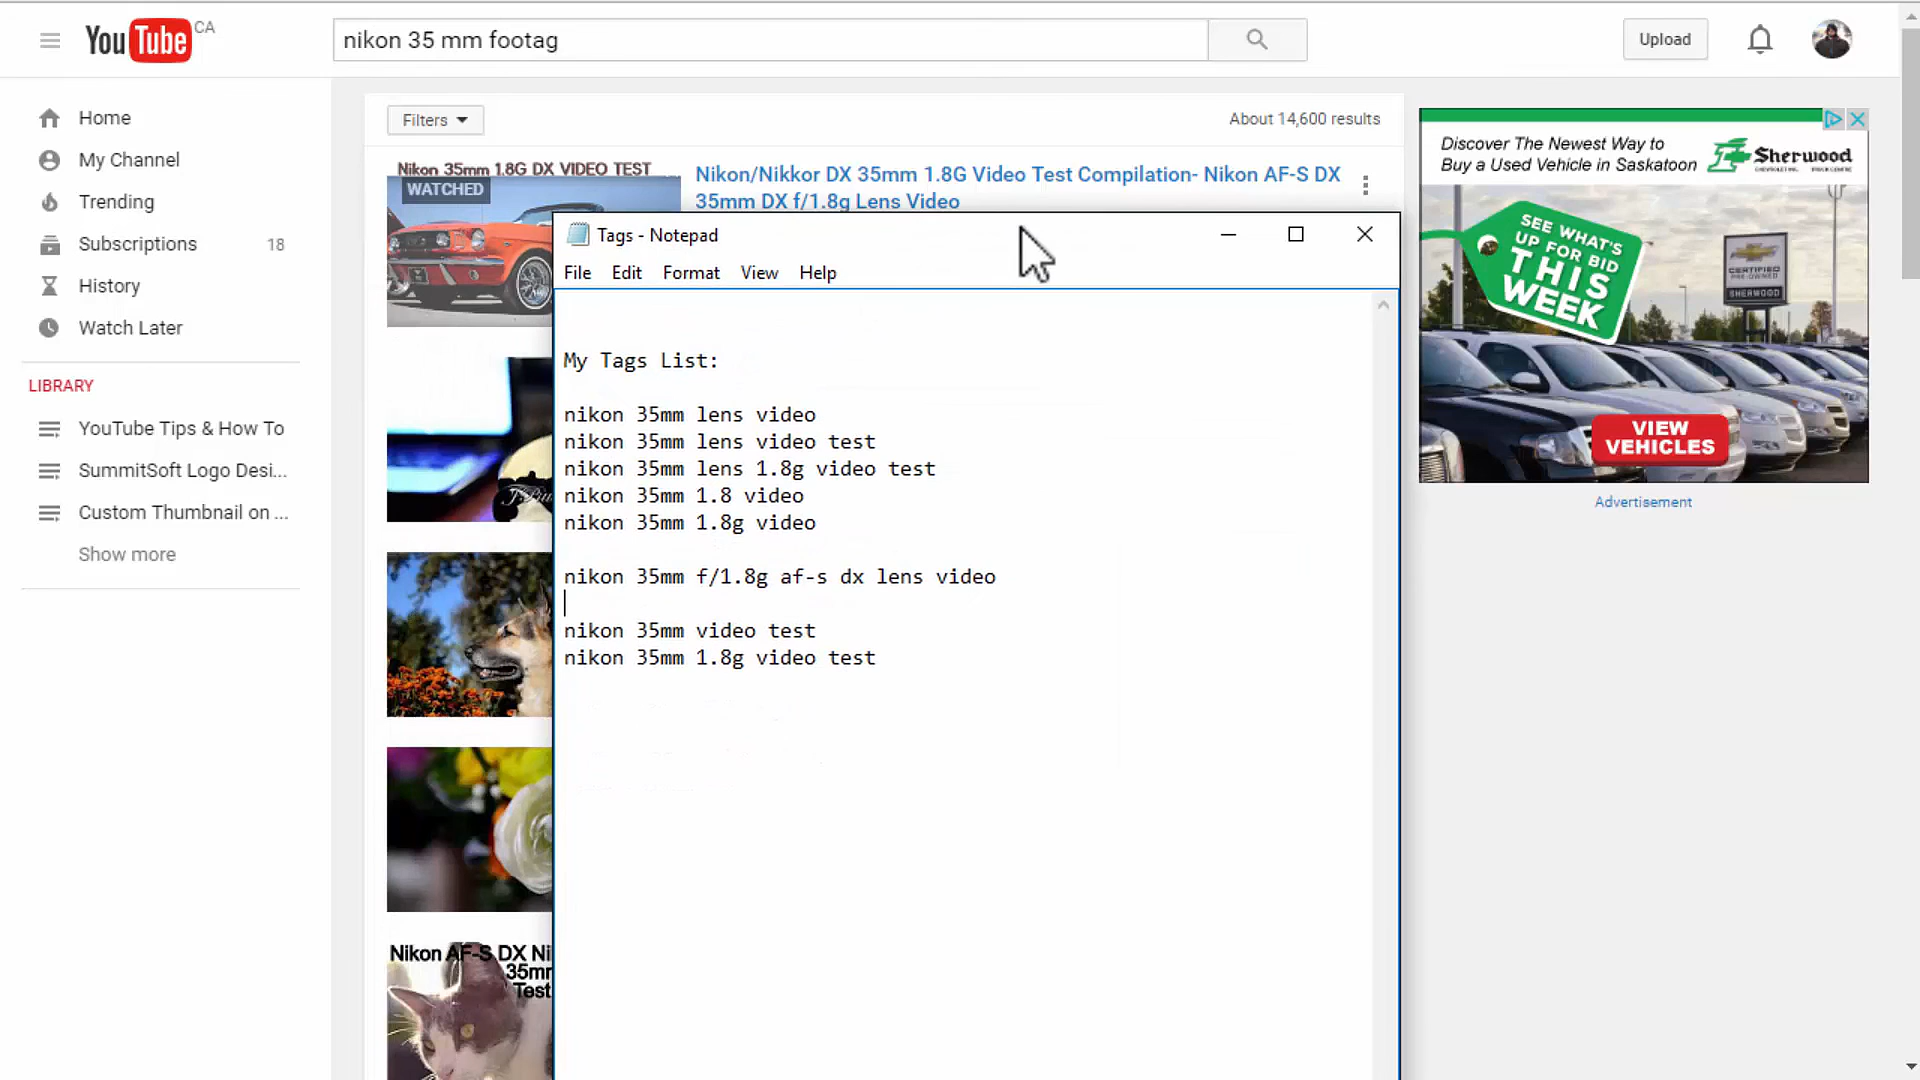 YouTube CA
nikon 35 mm footag
Upload
Home
My Channel
Trending
Subscriptions 18
History
Watch Later
LIBRARY
YouTube Tips & How To
SummitSoft Logo Desi...
Custom Thumbnail on ...
Show more
Filters
About 14,600 results
Nikon 35mm 1.8G DX VIDEO TEST
WATCHED
Nikon/Nikkor DX 35mm 1.8G Video Test Compilation- Nikon AF-S DX
35mm DX f/1.8g Lens Video
Tags - Notepad
File Edit Format View Help
My Tags List:
nikon 35mm lens video
nikon 35mm lens video test
nikon 35mm lens 1.8g video test
nikon 35mm 1.8 video
nikon 35mm 1.8g video
nikon 35mm f/1.8g af-s dx lens video
nikon 35mm video test
nikon 35mm 1.8g video test
Nikon AF-S DX Ni
35mm
Test
Discover The Newest Way to
Buy a Used Vehicle in Saskatoon
Sherwood
SEE WHAT'S
UP FOR BID
THIS
WEEK
CERTIFIED
PRE-OWNED
SHERWOOD
VIEW
VEHICLES
Advertisement